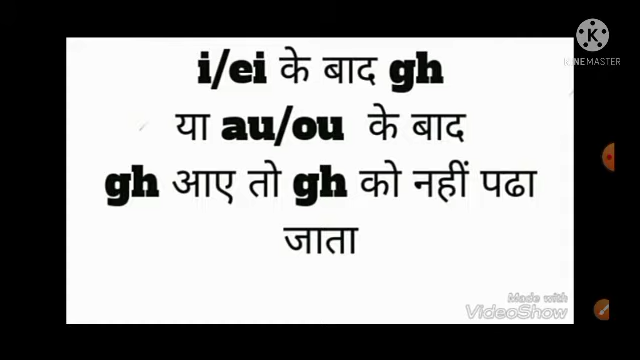 i/ei के बाद gh
या au/ou के बाद
gh आए तो gh को नहीं पढा
जाता
Made with
VideoShow
KINEMASTER